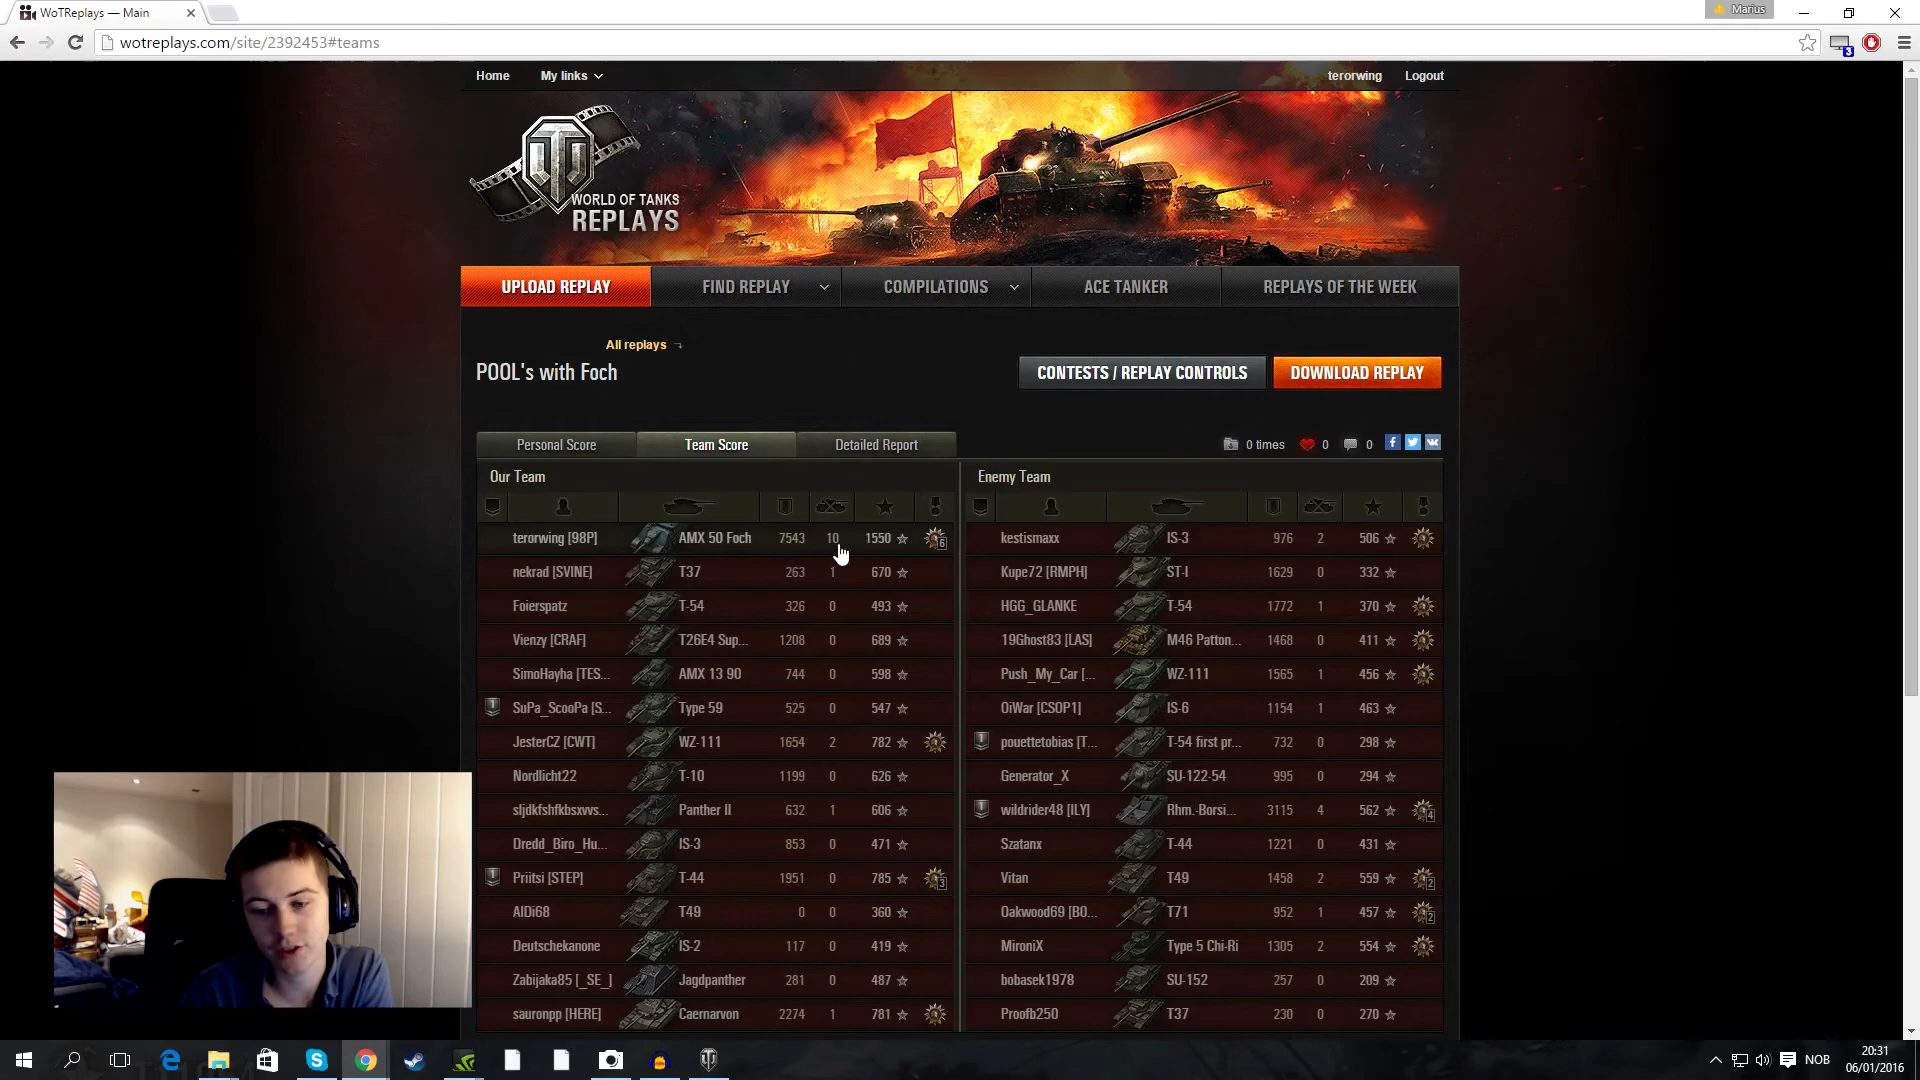 WoTReplays — Main
Marius
wotreplays.com/site/2392453#teams
3
Home My links terorwing Logout
WORLD OF TANKS
REPLAYS
UPLOAD REPLAY FIND REPLAY COMPILATIONS ACE TANKER REPLAYS OF THE WEEK
All replays
POOL's with Foch
CONTESTS / REPLAY CONTROLS DOWNLOAD REPLAY
Personal Score Team Score Detailed Report 0 times 0 0
Our Team Enemy Team
terorwing [98P] AMX 50 Foch 7543 10 1550 6 kestismaxx IS-3 976 2 506
nekrad [SVINE] T37 263 1 670 Kupe72 [RMPH] ST-I 1629 0 332
Foierspatz T-54 326 0 493 HGG_GLANKE T-54 1772 1 370
Vienzy [CRAF] T26E4 Sup... 1208 0 689 19Ghost83 [LAS] M46 Patton... 1468 0 411
SimoHayha [TES... AMX 13 90 744 0 598 Push_My_Car [... WZ-111 1565 1 456
SuPa_ScooPa [S... Type 59 525 0 547 OiWar [CSOP1] IS-6 1154 1 463
JesterCZ [CWT] WZ-111 1654 2 782 pouettetobias [T... T-54 first pr... 732 0 298
Nordlicht22 T-10 1199 0 626 Generator_X SU-122-54 995 0 294
sljdkfshfkbsxvvs... Panther II 632 1 606 wildrider48 [ILY] Rhm.-Borsi... 3115 4 562 4
Dredd_Biro_Hu... IS-3 853 0 471 Szatanx T-44 1221 0 431
Priitsi [STEP] T-44 1951 0 785 3 Vitan T49 1458 2 559 2
AlDi68 T49 0 0 360 Oakwood69 [BO... T71 952 1 457 2
Deutschekanone IS-2 117 0 419 MironiX Type 5 Chi-Ri 1305 2 554
Zabijaka85 [_SE_] Jagdpanther 281 0 487 bobasek1978 SU-152 257 0 209
sauronpp [HERE] Caernarvon 2274 1 781 Proofb250 T37 230 0 270
NOB
20:31
06/01/2016